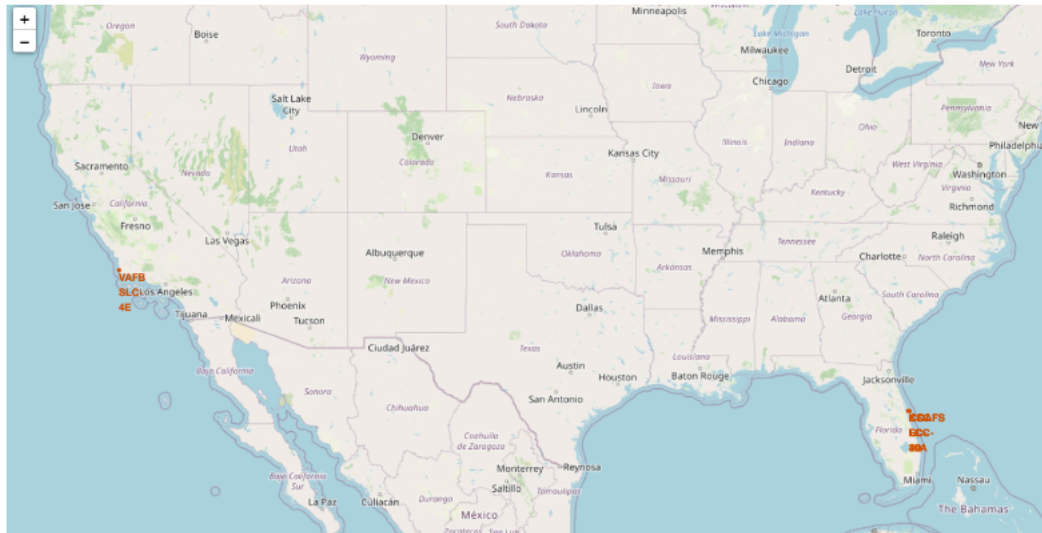 +
−
Oregon
Boise
South Dakota
Minneapolis
Wyoming
Lake Michigan
Milwaukee
Toronto
Detroit
New York
Chicago
Iowa
Salt Lake
City
Nebraska
Lincoln
Pennsylvania
Ohio
New
Philadelphia
Denver
Utah
Colorado
Nevada
Sacramento
Kansas City
Illinois
Indiana
West Virginia
Washington
Kansas
Missouri
Virginia
Kentucky
San Jose
California
Richmond
Fresno
Las Vegas
Tulsa
Raleigh
Tennessee
Albuquerque
Oklahoma
Memphis
Charlotte
North Carolina
Arkansas
VAFB
SLC-
4E
Los Angeles
Arizona
New Mexico
Atlanta
South Carolina
Phoenix
Tijuana
Mexicali
Tucson
Dallas
Mississippi
Alabama
Georgia
Ciudad Juárez
Texas
Louisiana
Baja California
Austin
Houston
Baton Rouge
Jacksonville
Sonora
San Antonio
Chihuahua
Florida
Coahuila
de Zaragoza
Monterrey
Reynosa
Baja California
Sur
Saltillo
Tamaulipas
Miami
Nassau
La Paz
Culiacán
Durango
México
The Bahamas
Zacatecas
San Luis